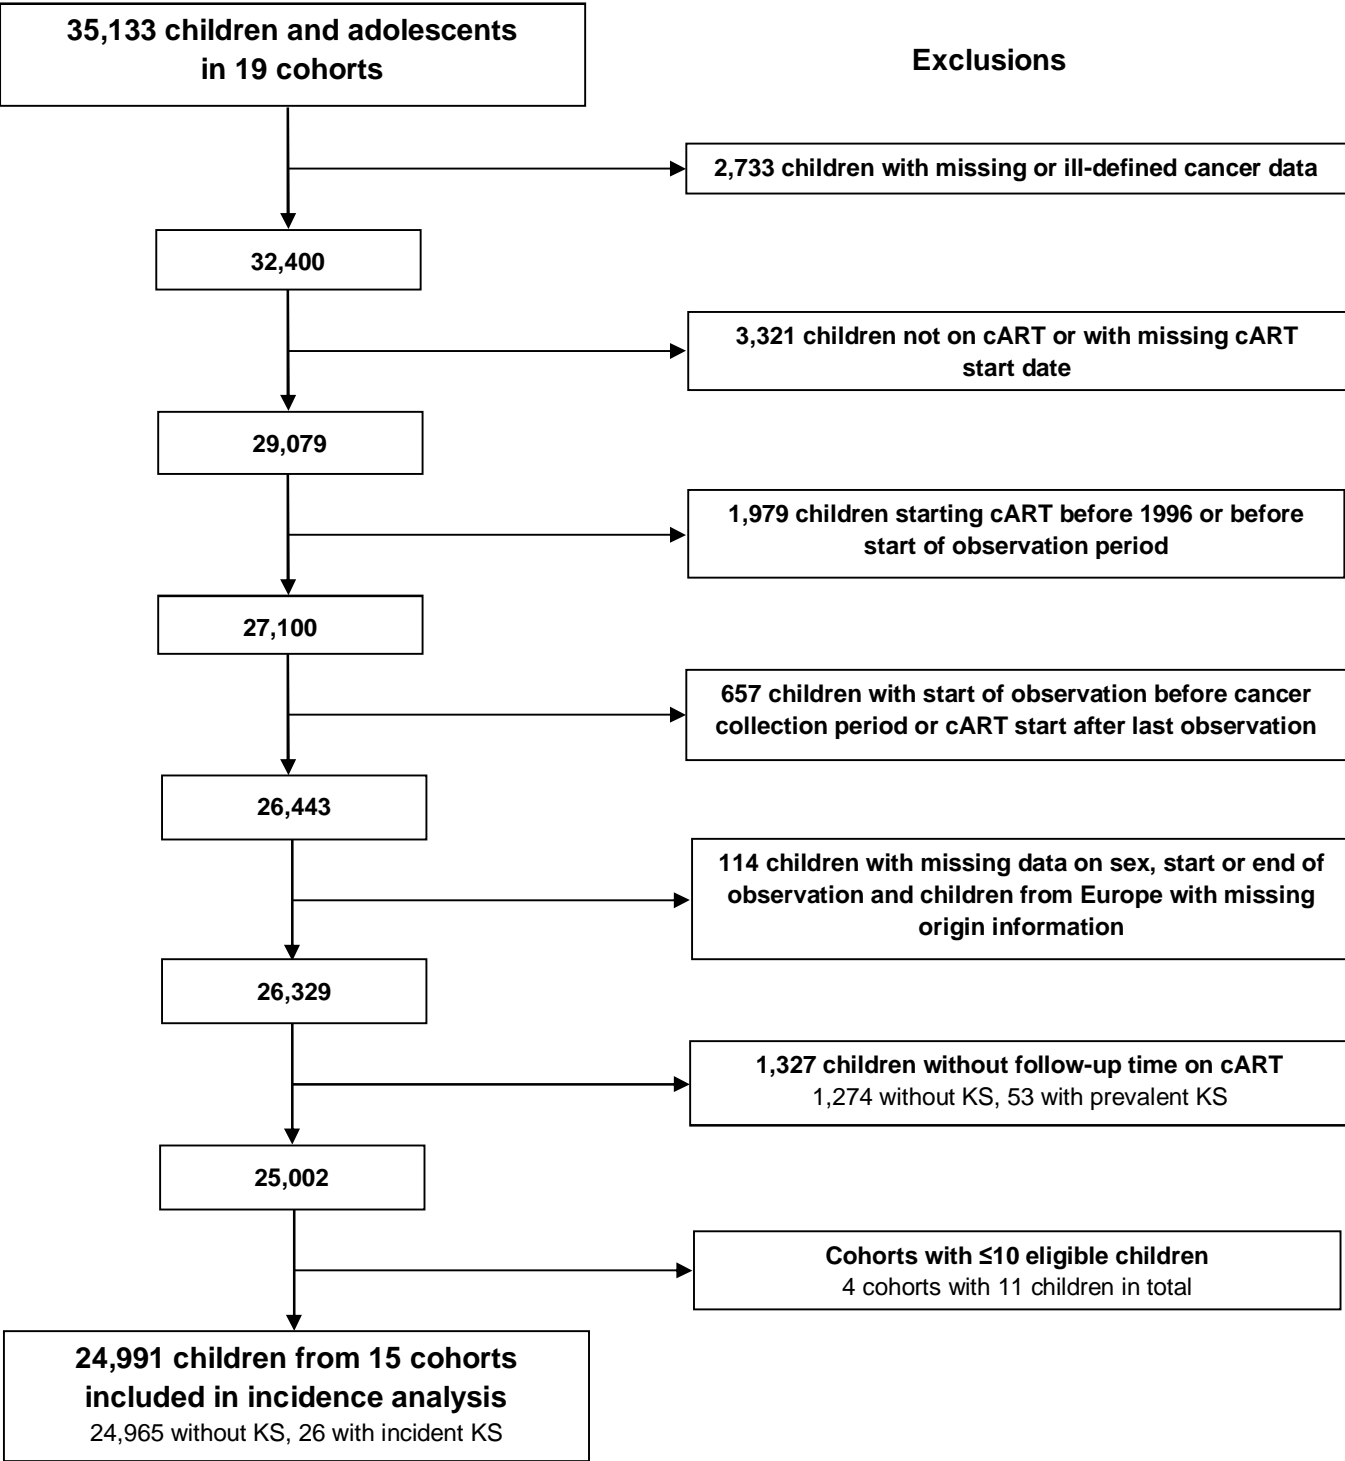 35,133 children and adolescents
in 19 cohorts
Exclusions
2,733 children with missing or ill-defined cancer data
32,400
3,321 children not on cART or with missing cART
start date
29,079
1,979 children starting cART before 1996 or before
start of observation period
27,100
657 children with start of observation before cancer
collection period or cART start after last observation
26,443
114 children with missing data on sex, start or end of
observation and children from Europe with missing
origin information
26,329
1,327 children without follow-up time on cART
1,274 without KS, 53 with prevalent KS
25,002
Cohorts with ≤10 eligible children
4 cohorts with 11 children in total
24,991 children from 15 cohorts
included in incidence analysis
24,965 without KS, 26 with incident KS